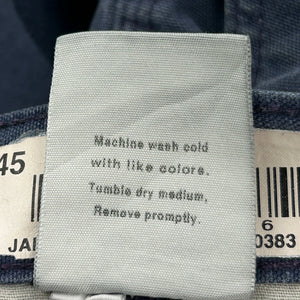 Machine wash cold
with like colors.
Tumble dry medium,
Remove promptly.
45
JA
6
0383